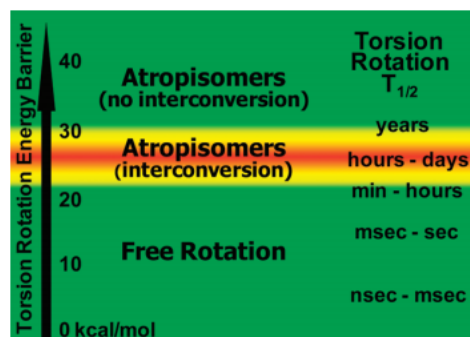 Torsion Rotation Energy Barrier
40
30
20
10
0 kcal/mol
Atropisomers
(no interconversion)
Atropisomers
(interconversion)
Free Rotation
Torsion
Rotation
T1/2
years
hours - days
min - hours
msec - sec
nsec - msec